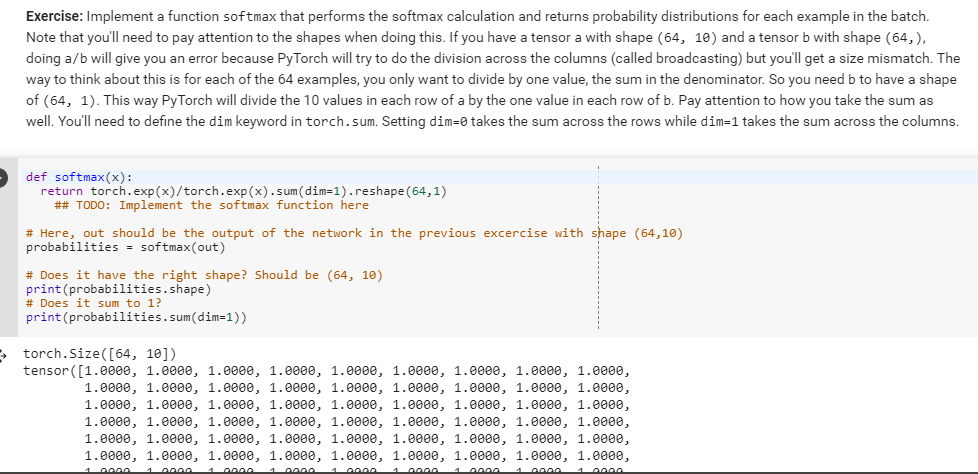 Exercise: Implement a function softmax that performs the softmax calculation and returns probability distributions for each example in the batch.
Note that you'll need to pay attention to the shapes when doing this. If you have a tensor a with shape (64, 10) and a tensor b with shape (64,),
doing a/b will give you an error because PyTorch will try to do the division across the columns (called broadcasting) but you'll get a size mismatch. The
way to think about this is for each of the 64 examples, you only want to divide by one value, the sum in the denominator. So you need b to have a shape
of (64, 1). This way PyTorch will divide the 10 values in each row of a by the one value in each row of b. Pay attention to how you take the sum as
well. You'll need to define the dim keyword in torch.sum. Setting dim=0 takes the sum across the rows while dim=1 takes the sum across the columns.
def softmax(x):
return torch.exp(x)/torch.exp(x).sum(dim=1).reshape(64,1)
## TODO: Implement the softmax function here
# Here, out should be the output of the network in the previous excercise with shape (64,10)
probabilities = softmax(out)
# Does it have the right shape? Should be (64, 10)
print(probabilities.shape)
# Does it sum to 1?
print(probabilities.sum(dim=1))
torch.Size([64, 10])
tensor([1.0000, 1.0000, 1.0000, 1.0000, 1.0000, 1.0000, 1.0000, 1.0000, 1.0000,
1.0000, 1.0000, 1.0000, 1.0000, 1.0000, 1.0000, 1.0000, 1.0000, 1.0000,
1.0000, 1.0000, 1.0000, 1.0000, 1.0000, 1.0000, 1.0000, 1.0000, 1.0000,
1.0000, 1.0000, 1.0000, 1.0000, 1.0000, 1.0000, 1.0000, 1.0000, 1.0000,
1.0000, 1.0000, 1.0000, 1.0000, 1.0000, 1.0000, 1.0000, 1.0000, 1.0000,
1.0000, 1.0000, 1.0000, 1.0000, 1.0000, 1.0000, 1.0000, 1.0000, 1.0000,